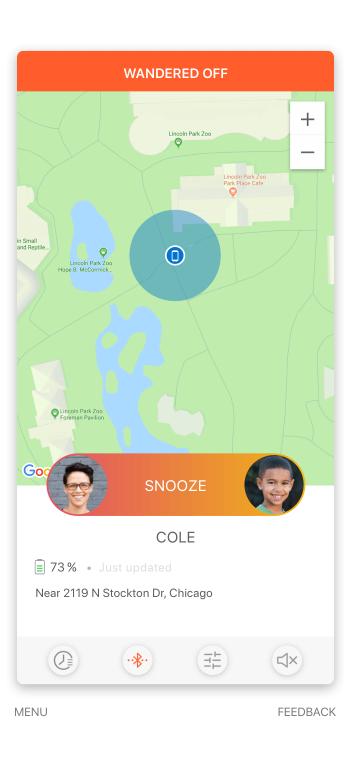 WANDERED OFF
+
−
Lincoln Park Zoo
Lincoln Park Zoo
Park Place Cafe
in Small
and Reptile...
Lincoln Park Zoo
Hope B. McCormick...
Lincoln Park Zoo
Foreman Pavilion
Goo
SNOOZE
COLE
73% • Just updated
Near 2119 N Stockton Dr, Chicago
MENU
FEEDBACK